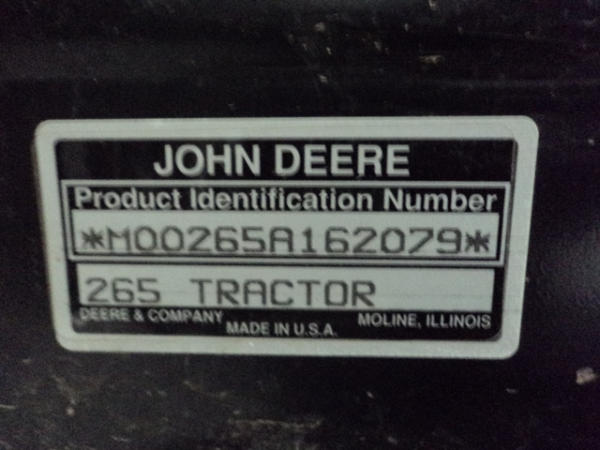 JOHN DEERE
Product Identification Number
*M00265A162079*
265 TRACTOR
DEERE & COMPANY MADE IN U.S.A. MOLINE, ILLINOIS